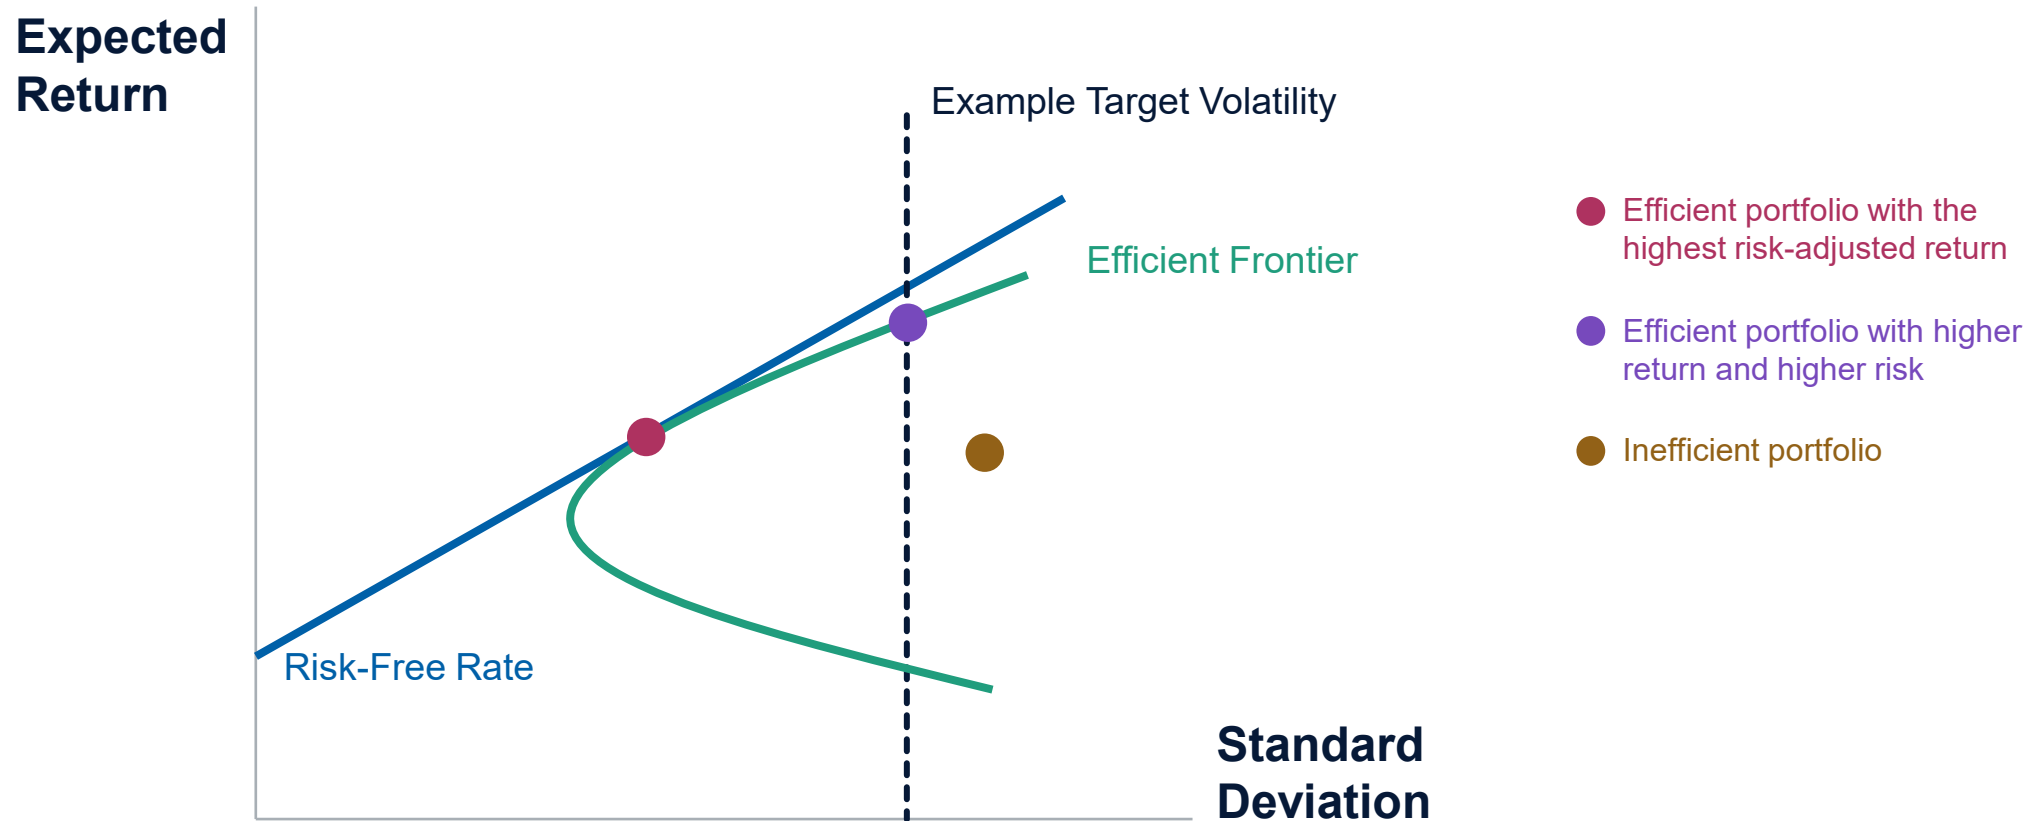 Expected
Return
Example Target Volatility
Efficient Frontier
Risk-Free Rate
Standard
Deviation
Efficient portfolio with the
highest risk-adjusted return
Efficient portfolio with higher
return and higher risk
Inefficient portfolio